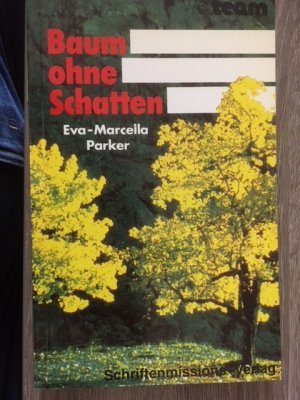 team
Baum
ohne
Schatten
Eva-Marcella
Parker
Schriftenmissions-Verlag